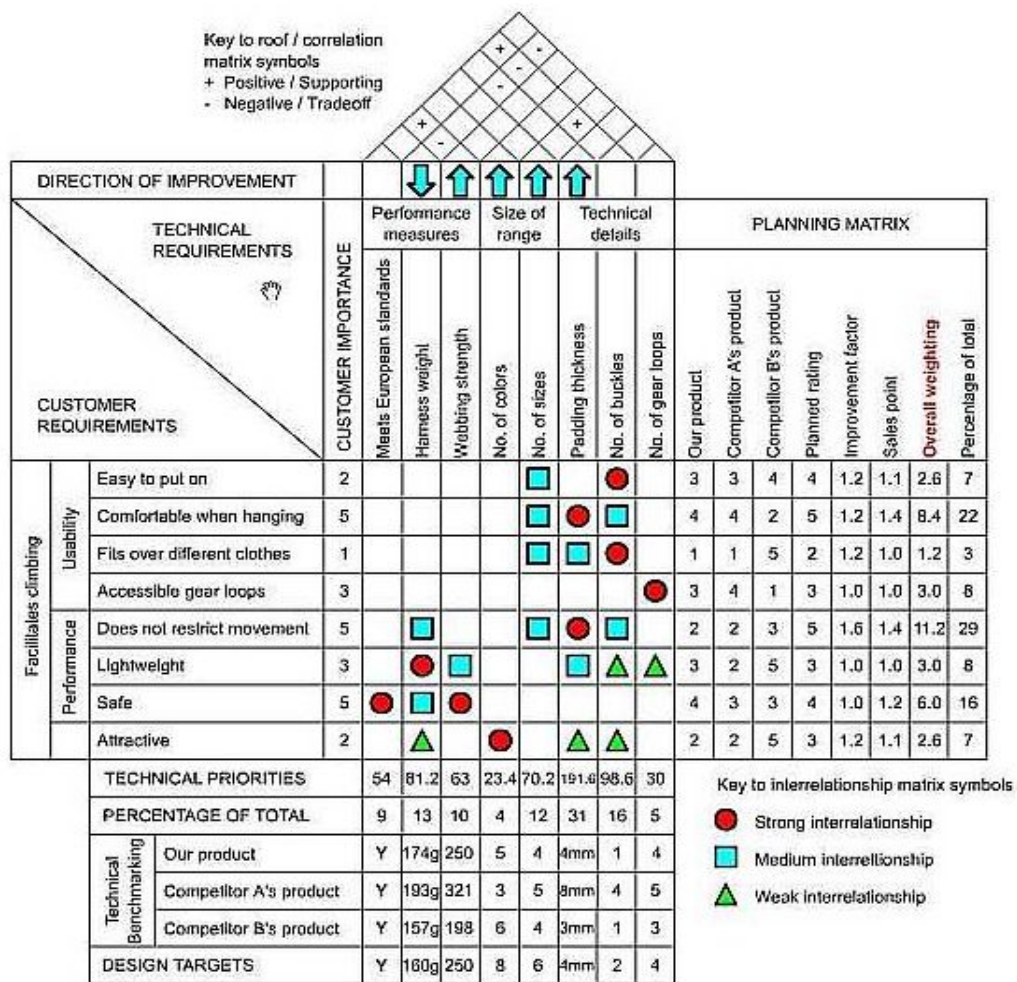 Key to roof / correlation
matrix symbols
+ Positive / Supporting
- Negative / Tradeoff
+ -
-
-
+ +
-
DIRECTION OF IMPROVEMENT
TECHNICAL
REQUIREMENTS
CUSTOMER
REQUIREMENTS
CUSTOMER IMPORTANCE
Performance
measures
Size of
range
Technical
details
PLANNING MATRIX
Meets European standards
Harness weight
Webbing strength
No. of colors
No. of sizes
Padding thickness
No. of buckles
No. of gear loops
Our product
Competitor A's product
Competitor B's product
Planned rating
Improvement factor
Sales point
Overall weighting
Percentage of total
Facililales climbing
Usability
Performance
Easy to put on 2 3 3 4 4 1.2 1.1 2.6 7
Comfortable when hanging 5 4 4 2 5 1.2 1.4 8.4 22
Fits over different clothes 1 1 1 5 2 1.2 1.0 1.2 3
Accessible gear loops 3 3 4 1 3 1.0 1.0 3.0 8
Does not restrict movement 5 2 2 3 5 1.6 1.4 11.2 29
Lightweight 3 3 2 5 3 1.0 1.0 3.0 8
Safe 5 4 3 3 4 1.0 1.2 6.0 16
Attractive 2 2 2 5 3 1.2 1.1 2.6 7
TECHNICAL PRIORITIES 54 81.2 63 23.4 70.2 191.6 98.6 30
PERCENTAGE OF TOTAL 9 13 10 4 12 31 16 5
Technical
Benchmarking
Our product Y 174g 250 5 4 4mm 1 4
Competitor A's product Y 193g 321 3 5 8mm 4 5
Competitor B's product Y 157g 198 6 4 3mm 1 3
DESIGN TARGETS Y 160g 250 8 6 4mm 2 4
Key to interrelationship matrix symbols
Strong interrelationship
Medium interrellionship
Weak interrelationship